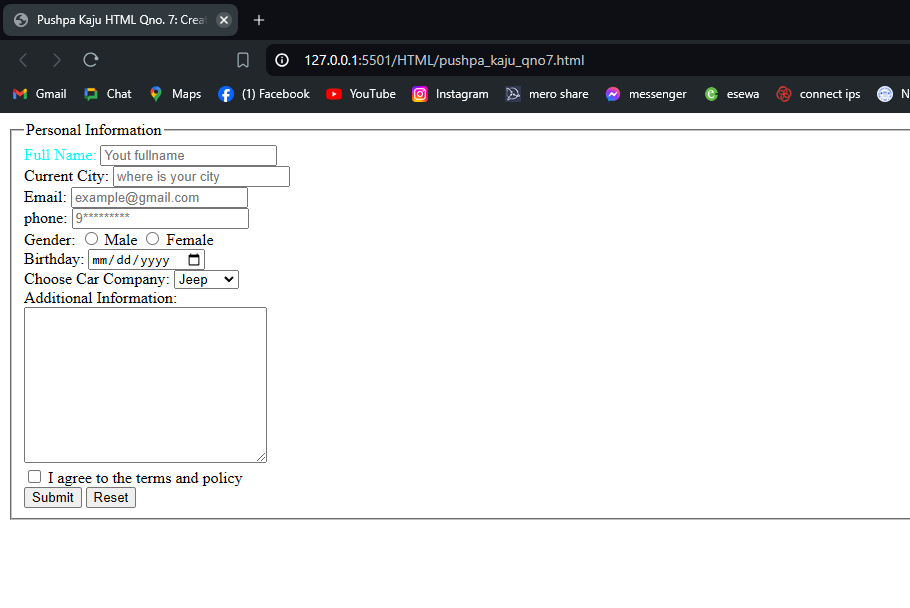 Pushpa Kaju HTML Qno. 7: Crea
127.0.0.1:5501/HTML/pushpa_kaju_qno7.html
Gmail Chat Maps (1) Facebook YouTube Instagram mero share messenger esewa connect ips N
Personal Information
Full Name: Yout fullname
Current City: where is your city
Email: example@gmail.com
phone: 9*********
Gender: Male Female
Birthday: mm/dd/yyyy
Choose Car Company: Jeep
Additional Information:
I agree to the terms and policy
Submit Reset